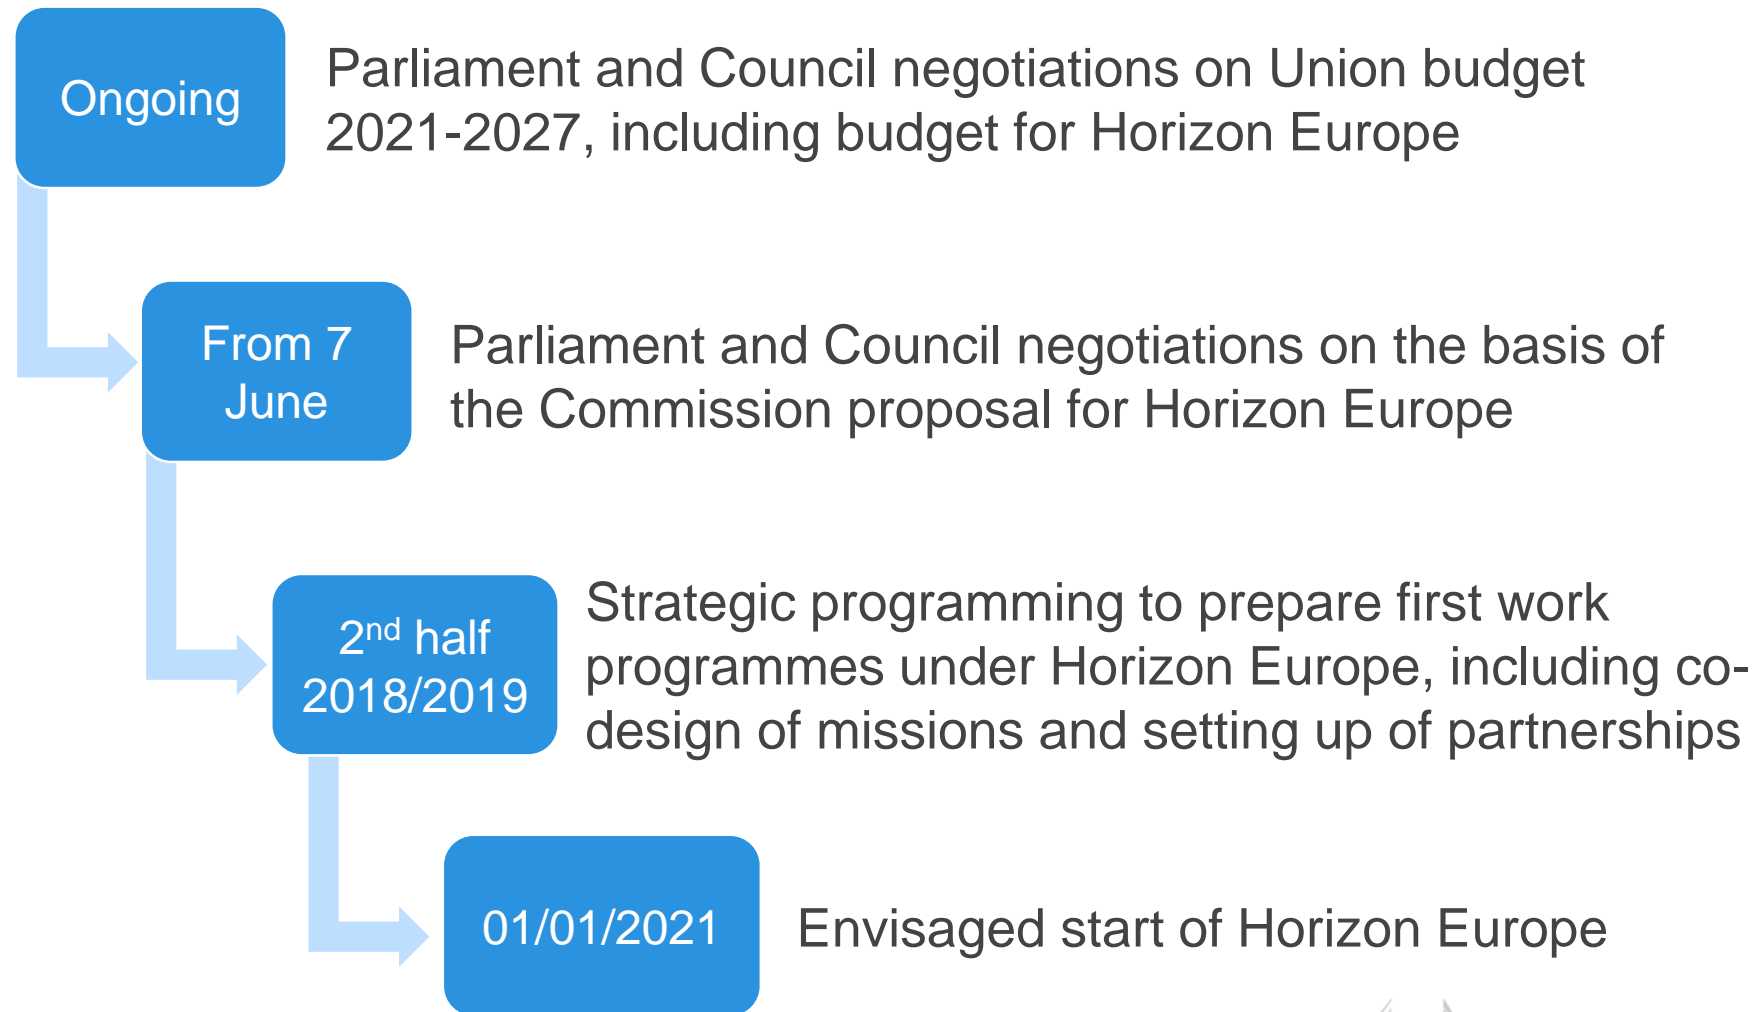 Ongoing
Parliament and Council negotiations on Union budget
2021-2027, including budget for Horizon Europe
From 7
June
Parliament and Council negotiations on the basis of
the Commission proposal for Horizon Europe
2nd half
2018/2019
Strategic programming to prepare first work
programmes under Horizon Europe, including co-
design of missions and setting up of partnerships
01/01/2021
Envisaged start of Horizon Europe